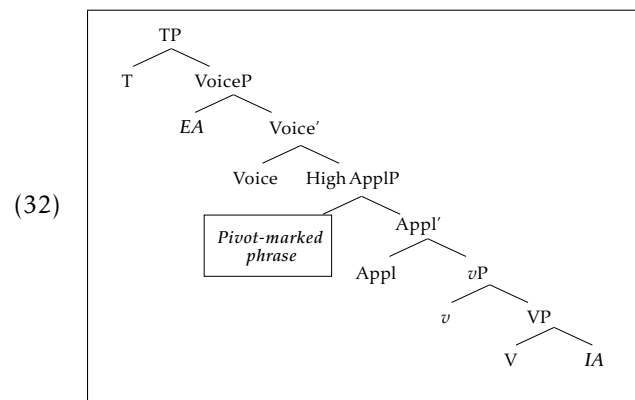 TP
T VoiceP
EA Voice′
(32) Voice High ApplP
Pivot-marked
phrase
Appl′
Appl vP
v VP
V IA